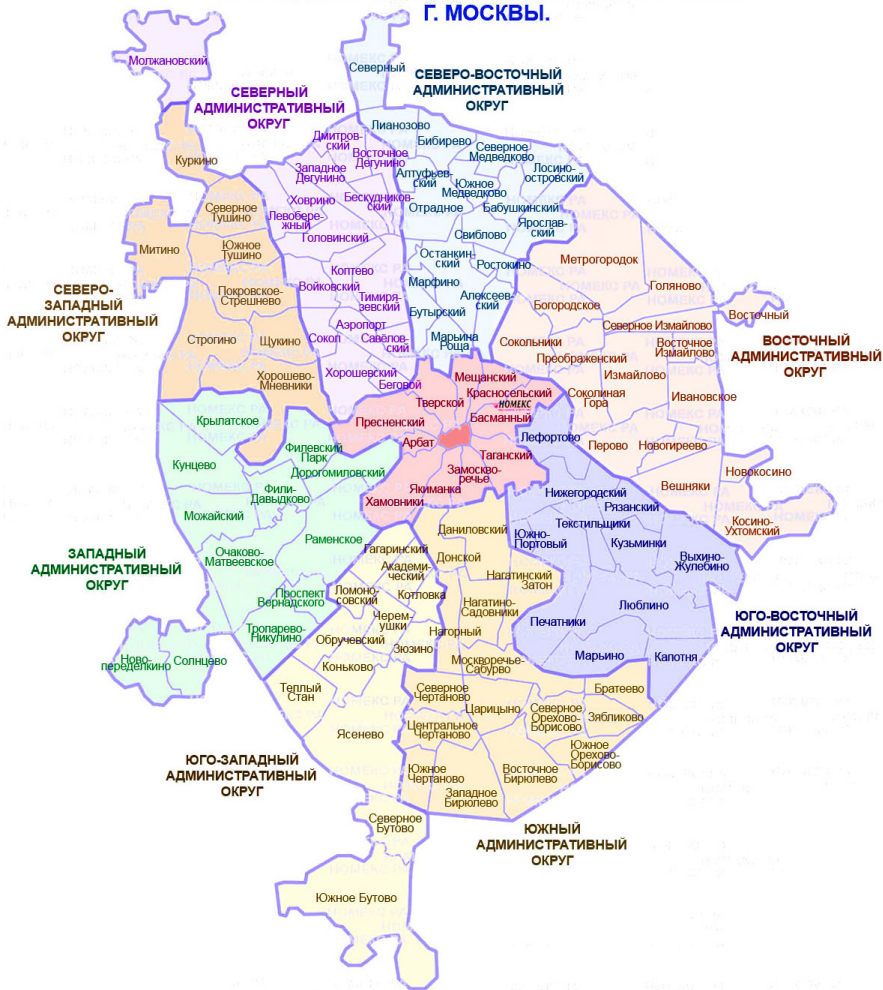 Г. МОСКВЫ.
Молжановский
Северный
СЕВЕРО-ВОСТОЧНЫЙ
АДМИНИСТРАТИВНЫЙ
ОКРУГ
СЕВЕРНЫЙ
АДМИНИСТРАТИВНЫЙ
ОКРУГ
Куркино
Дмитров-
ский
Восточное
Дегунино
Западное
Дегунино
Ховрино
Бескудников-
ский
Левобере-
жный
Головинский
Коптево
Войковский
Тимиря-
зевский
Аэропорт
Сокол
Савёлов-
ский
Хорошевский
Беговой
Лианозово
Бибирево
Северное
Медведково
Лосино-
островский
Алтуфьев-
ский
Южное
Медведково
Отрадное
Бабушкинский
Ярослав-
ский
Свиблово
Останкин-
ский
Ростокино
Марфино
Алексеев-
ский
Бутырский
Марьина
Роща
Северное
Тушино
Митино
Южное
Тушино
Покровское-
Стрешнево
Строгино
Щукино
Хорошево-
Мневники
СЕВЕРО-
ЗАПАДНЫЙ
АДМИНИСТРАТИВНЫЙ
ОКРУГ
Метрогородок
Гольяново
Богородское
Восточный
Северное Измайлово
Сокольники
Восточное
Измайлово
Преображенский
Измайлово
Соколиная
Гора
Ивановское
Перово
Новогиреево
Вешняки
Новокосино
Косино-
Ухтомский
ВОСТОЧНЫЙ
АДМИНИСТРАТИВНЫЙ
ОКРУГ
Мещанский
Красносельский
НОМЕКС
Тверской
Басманный
Пресненский
Арбат
Таганский
Замоскво-
речье
Якиманка
Хамовники
Крылатское
Филевский
Парк
Кунцево
Дорогомиловский
Фили-
Давыдково
Можайский
Раменское
Очаково-
Матвеевское
Проспект
Вернадского
Тропарево-
Никулино
Ново-
переделкино
Солнцево
ЗАПАДНЫЙ
АДМИНИСТРАТИВНЫЙ
ОКРУГ
Лефортово
Нижегородский
Рязанский
Текстильщики
Южно-
Портовый
Кузьминки
Выхино-
Жулебино
Люблино
Печатники
Марьино
Капотня
ЮГО-ВОСТОЧНЫЙ
АДМИНИСТРАТИВНЫЙ
ОКРУГ
Гагаринский
Академи-
ческий
Ломоно-
совский
Котловка
Черем-
ушки
Обручевский
Зюзино
Коньково
Теплый
Стан
Ясенево
Северное
Бутово
Южное Бутово
ЮГО-ЗАПАДНЫЙ
АДМИНИСТРАТИВНЫЙ
ОКРУГ
Даниловский
Донской
Нагатинский
Затон
Нагатино-
Садовники
Нагорный
Москворечье-
Сабурво
Северное
Чертаново
Братеево
Царицыно
Северное
Орехово-
Борисово
Зябликово
Центральное
Чертаново
Южное
Орехово-
Борисово
Южное
Чертаново
Восточное
Бирюлево
Западное
Бирюлево
ЮЖНЫЙ
АДМИНИСТРАТИВНЫЙ
ОКРУГ